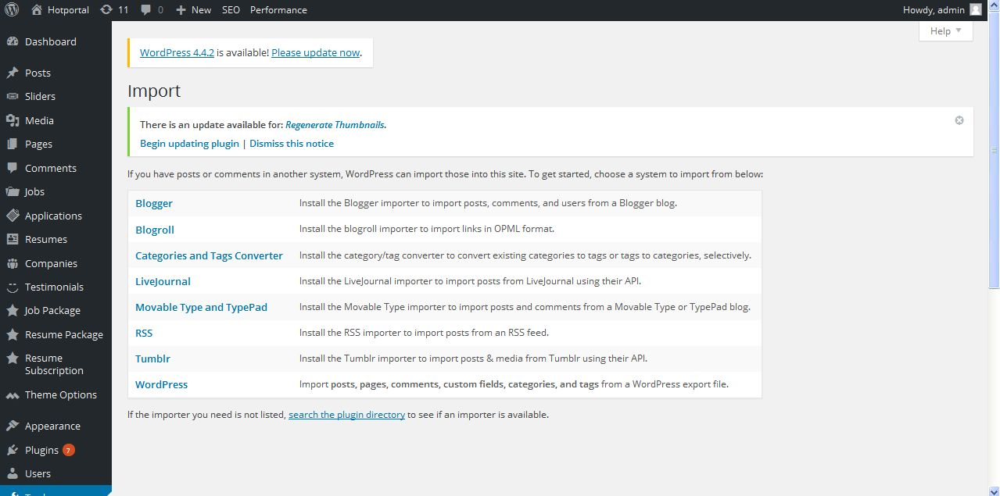 Hotportal 11 0 New SEO Performance Howdy, admin
Help
Dashboard
Posts
Sliders
Media
Pages
Comments
Jobs
Applications
Resumes
Companies
Testimonials
Job Package
Resume Package
Resume
Subscription
Theme Options
Appearance
Plugins 7
Users
WordPress 4.4.2 is available! Please update now.
Import
There is an update available for: Regenerate Thumbnails.
Begin updating plugin | Dismiss this notice
If you have posts or comments in another system, WordPress can import those into this site. To get started, choose a system to import from below:
Blogger Install the Blogger importer to import posts, comments, and users from a Blogger blog.
Blogroll Install the blogroll importer to import links in OPML format.
Categories and Tags Converter Install the category/tag converter to convert existing categories to tags or tags to categories, selectively.
LiveJournal Install the LiveJournal importer to import posts from LiveJournal using their API.
Movable Type and TypePad Install the Movable Type importer to import posts and comments from a Movable Type or TypePad blog.
RSS Install the RSS importer to import posts from an RSS feed.
Tumblr Install the Tumblr importer to import posts & media from Tumblr using their API.
WordPress Import posts, pages, comments, custom fields, categories, and tags from a WordPress export file.
If the importer you need is not listed, search the plugin directory to see if an importer is available.